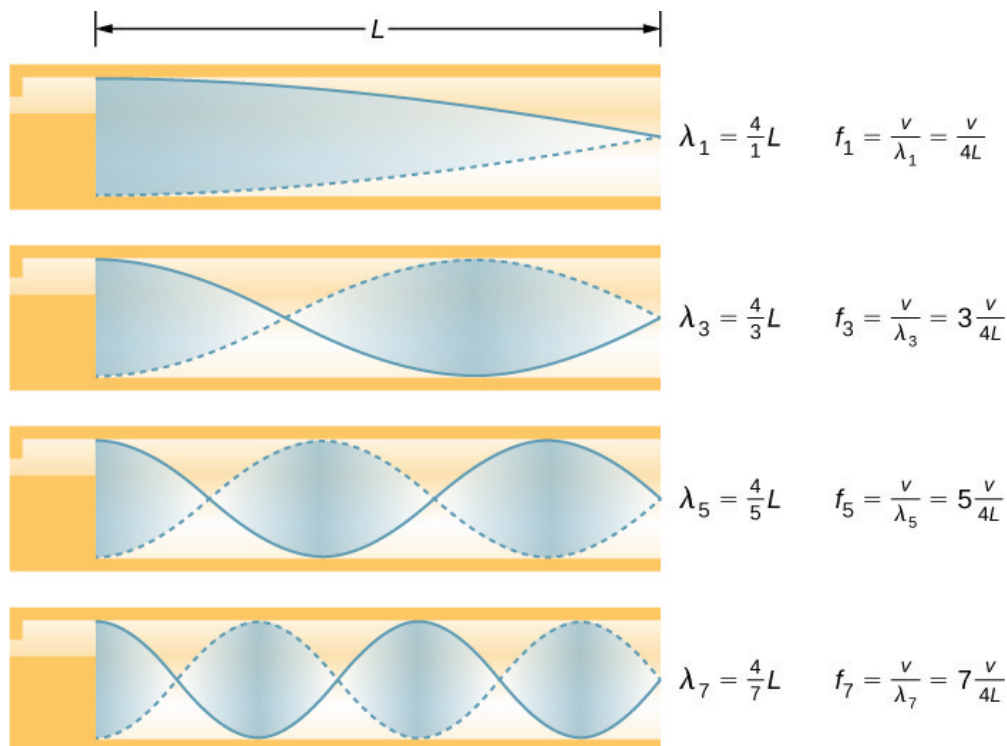 L
λ₁ = 4/1 L f₁ = v/λ₁ = v/4L
λ₃ = 4/3 L f₃ = v/λ₃ = 3 v/4L
λ₅ = 4/5 L f₅ = v/λ₅ = 5 v/4L
λ₇ = 4/7 L f₇ = v/λ₇ = 7 v/4L